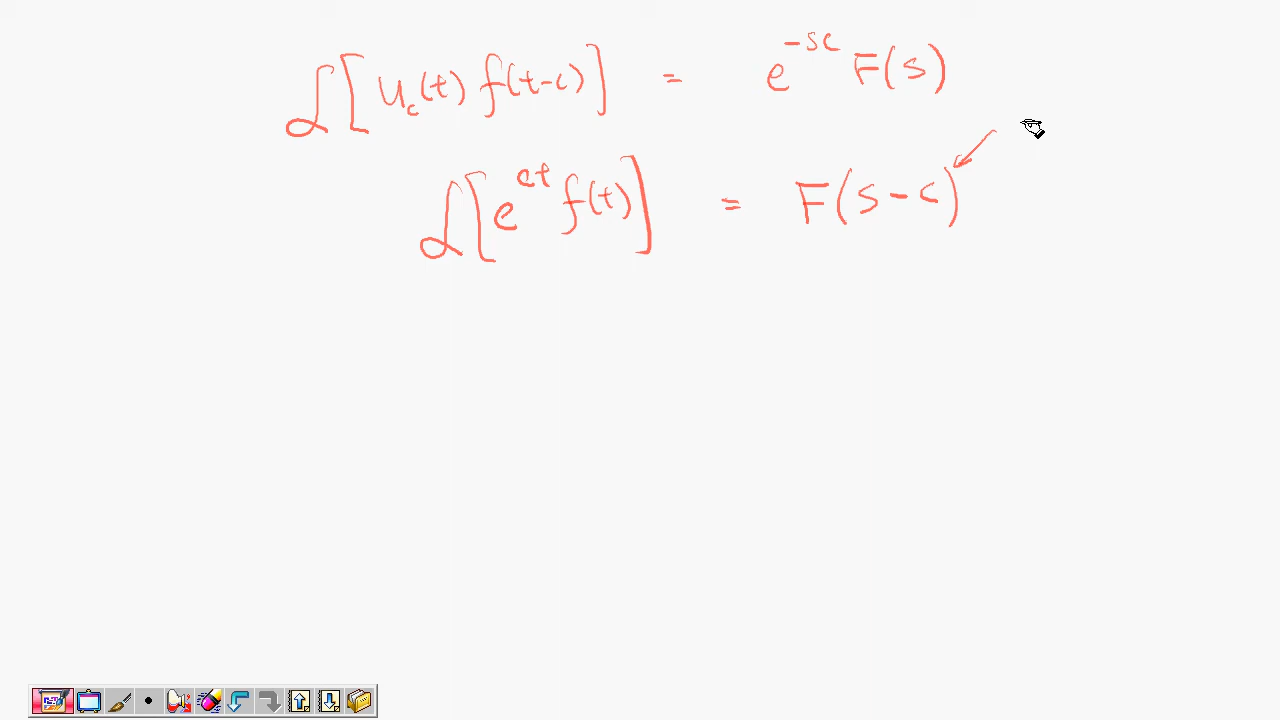 ℒ[u_c(t) f(t-c)] = e^{-sc} F(s)
ℒ[e^{ct} f(t)] = F(s-c)